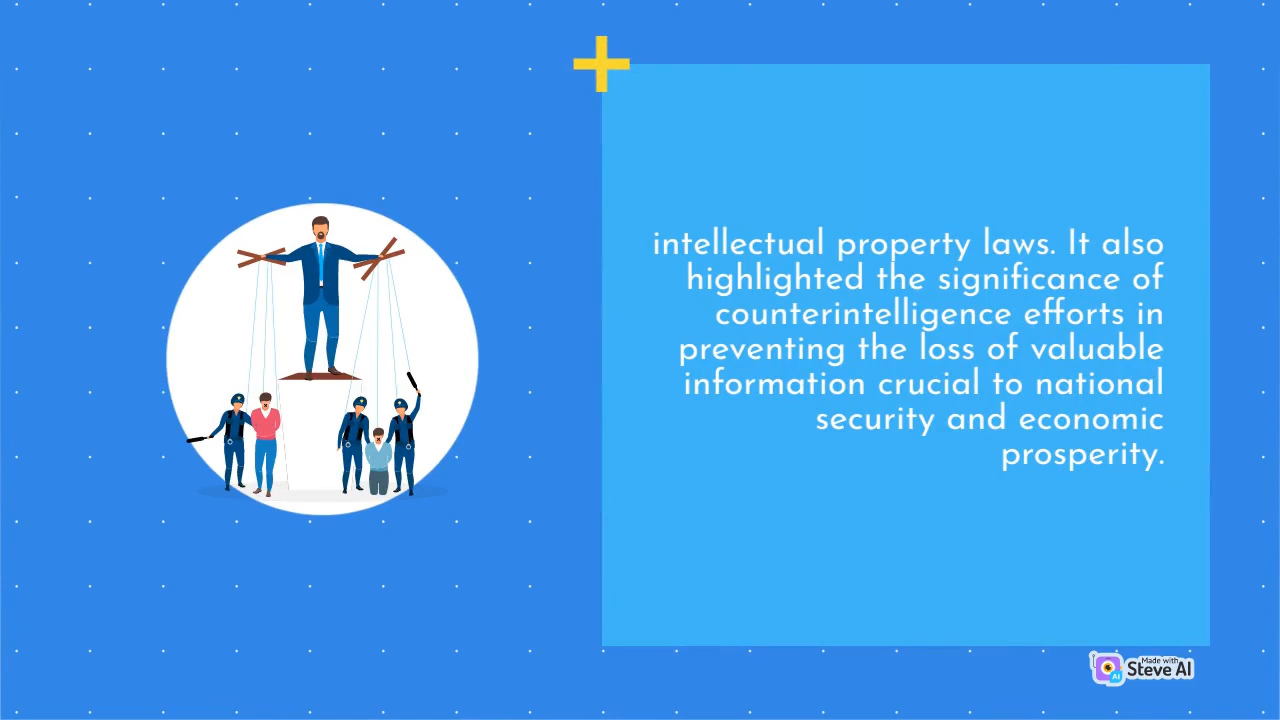 intellectual property laws. It also
highlighted the significance of
counterintelligence efforts in
preventing the loss of valuable
information crucial to national
security and economic
prosperity.
Made with
Steve AI
AI